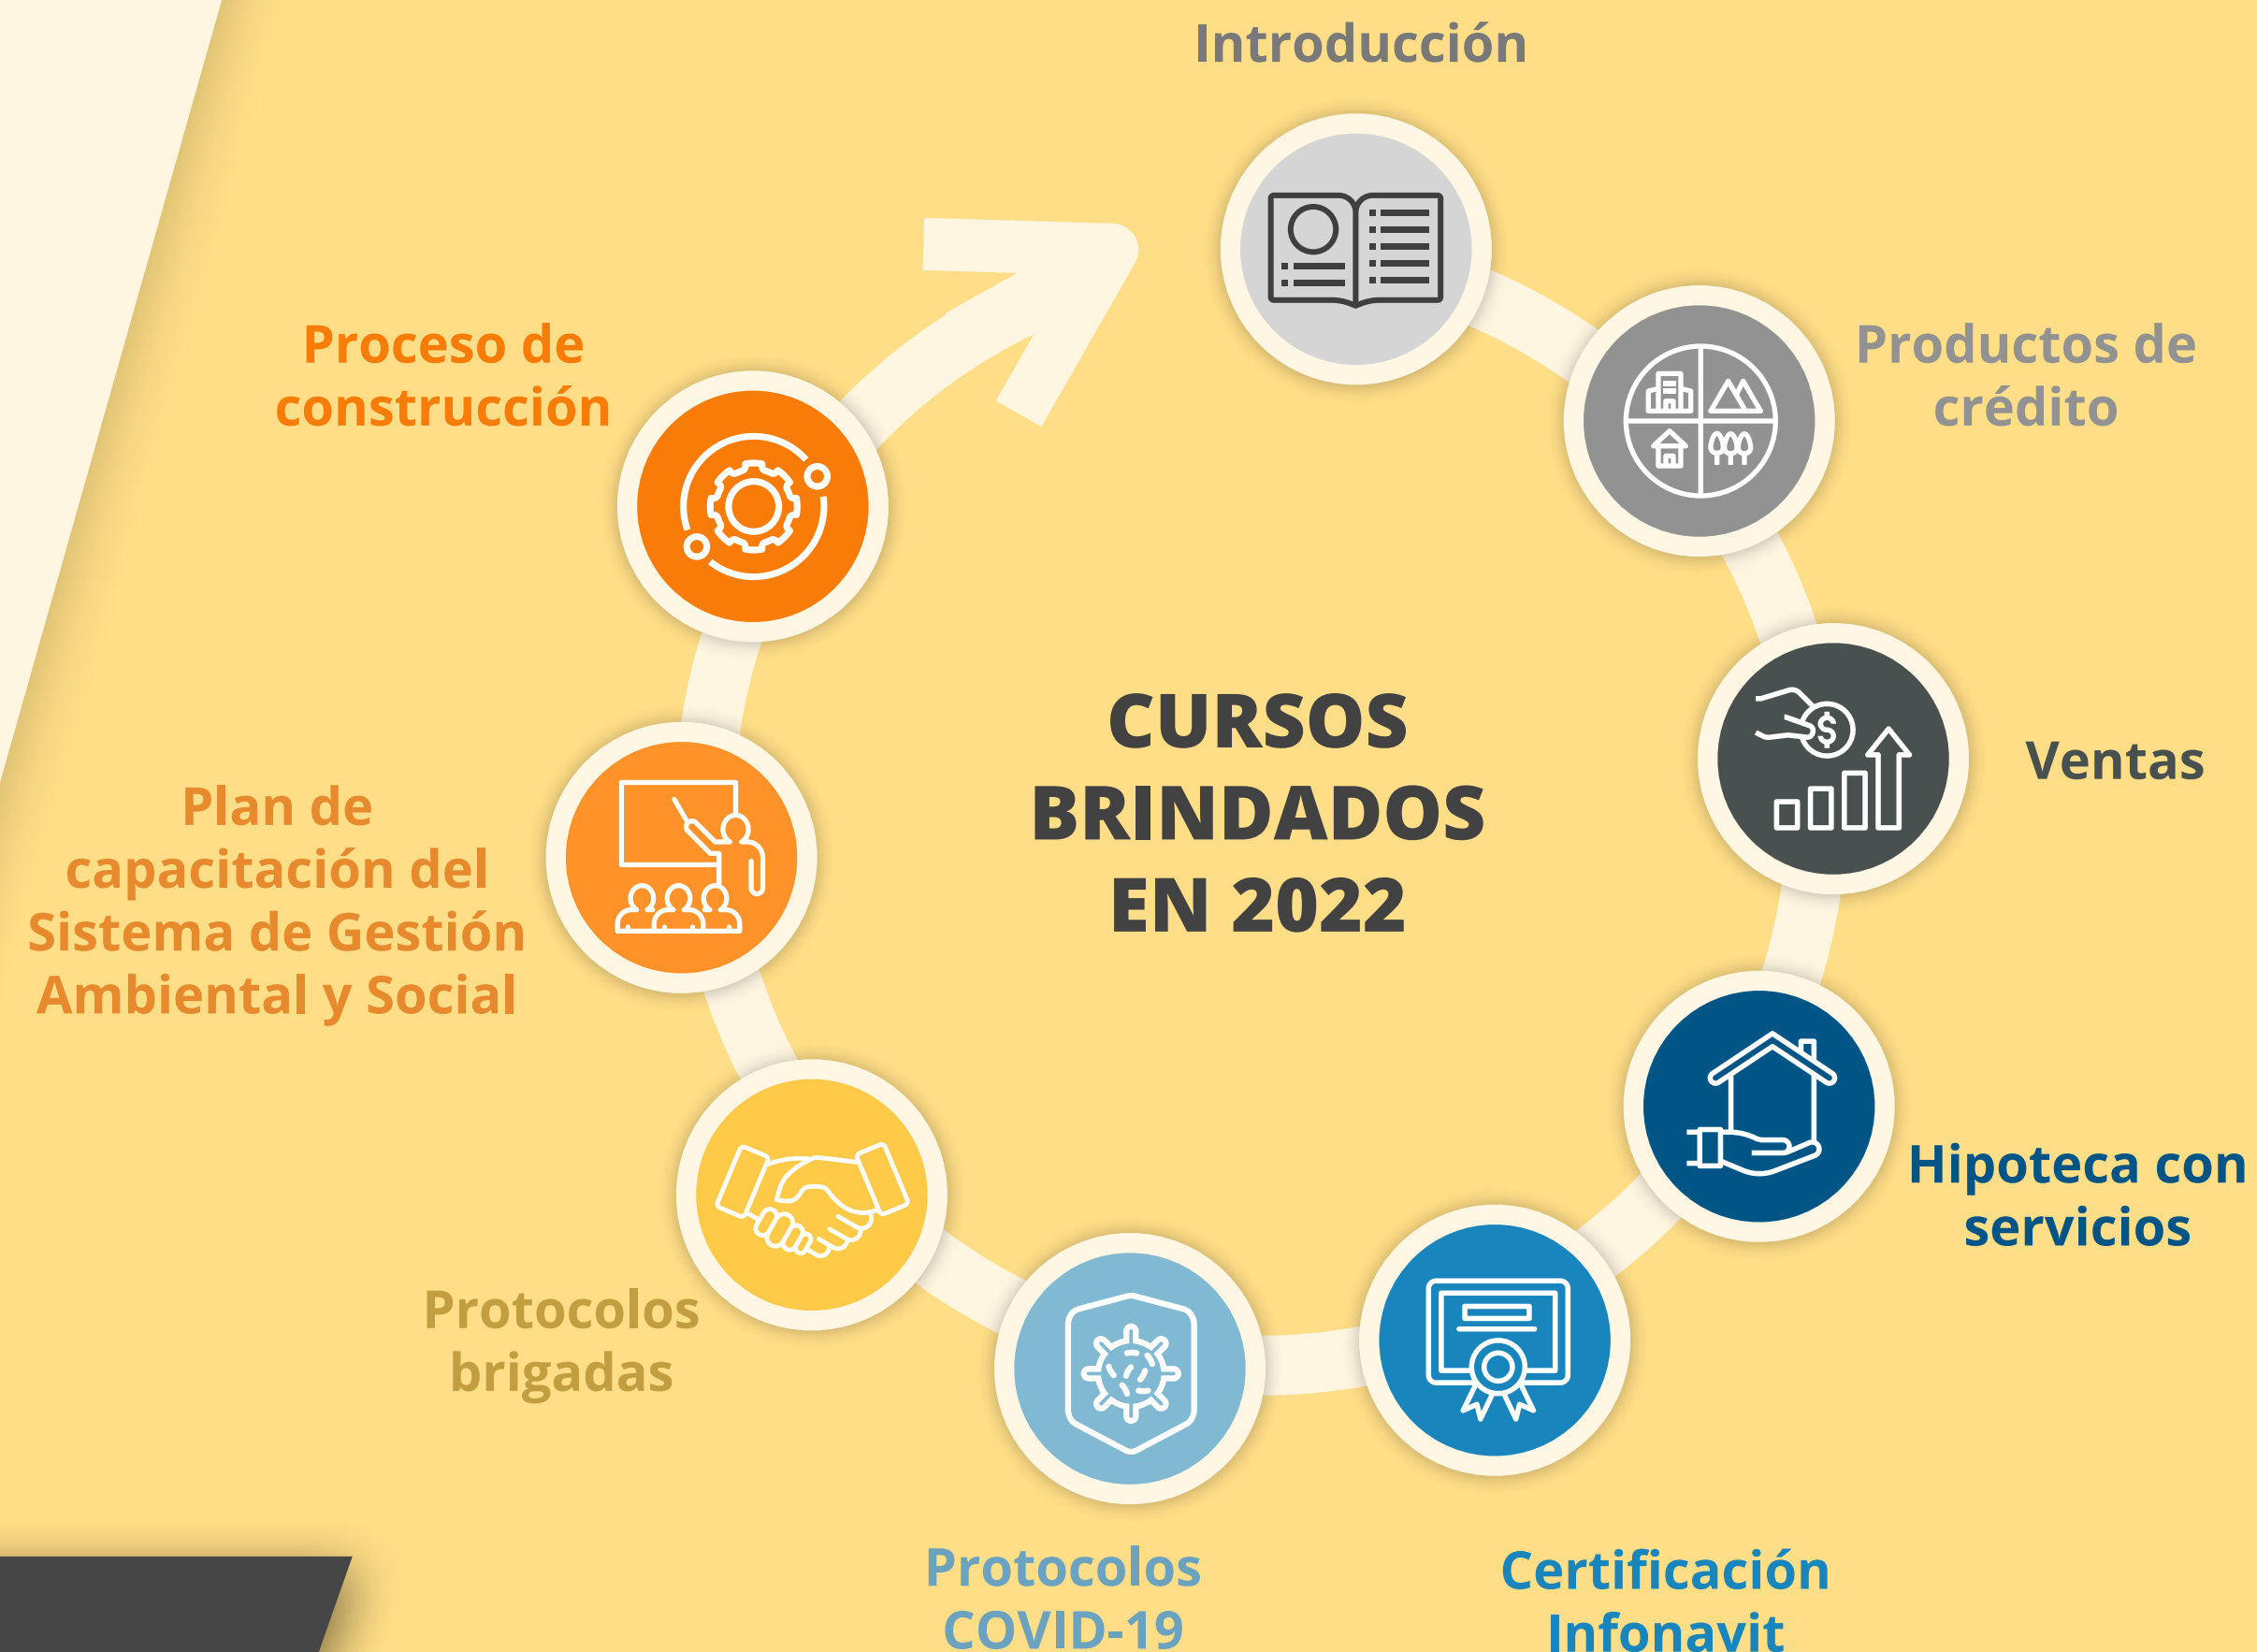 Introducción
Productos de
crédito
Ventas
Hipoteca con
servicios
Certificación
Infonavit
Protocolos
COVID-19
Protocolos
brigadas
Plan de
capacitación del
Sistema de Gestión
Ambiental y Social
Proceso de
construcción
CURSOS
BRINDADOS
EN 2022